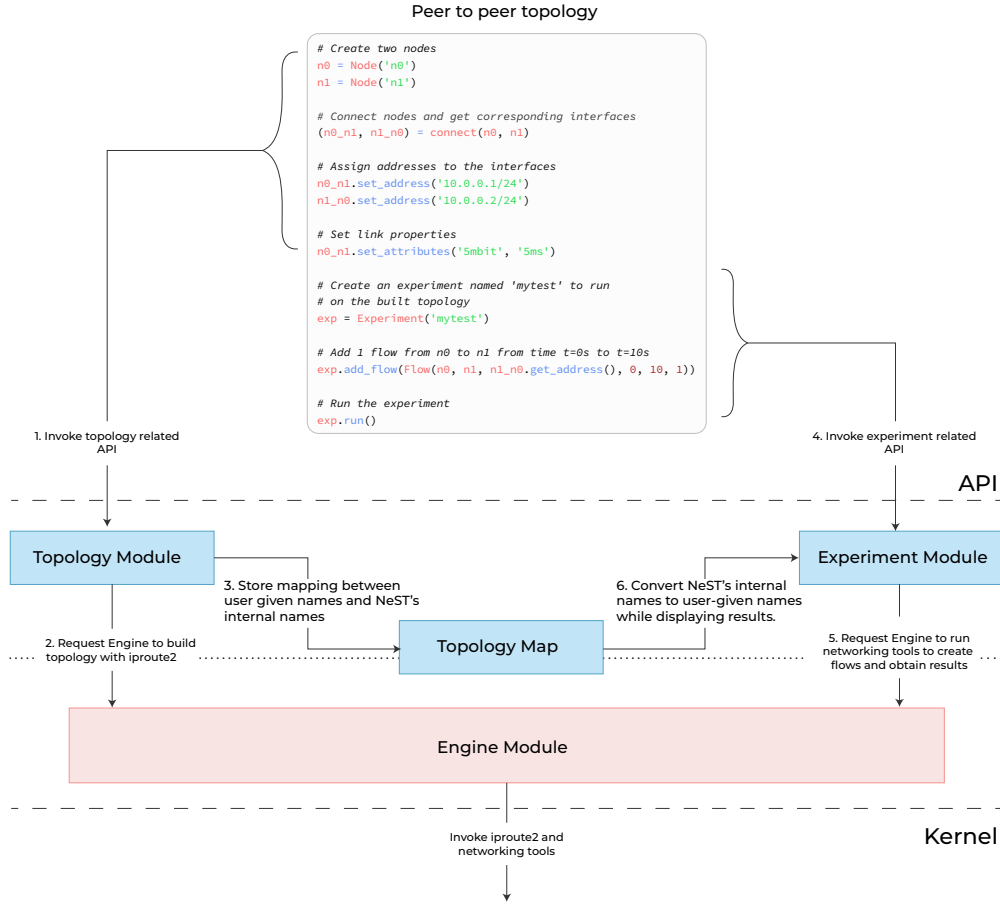 Peer to peer topology
# Create two nodes
n0 = Node('n0')
n1 = Node('n1')
# Connect nodes and get corresponding interfaces
(n0_n1, n1_n0) = connect(n0, n1)
# Assign addresses to the interfaces
n0_n1.set_address('10.0.0.1/24')
n1_n0.set_address('10.0.0.2/24')
# Set link properties
n0_n1.set_attributes('5mbit', '5ms')
# Create an experiment named 'mytest' to run
# on the built topology
exp = Experiment('mytest')
# Add 1 flow from n0 to n1 from time t=0s to t=10s
exp.add_flow(Flow(n0, n1, n1_n0.get_address(), 0, 10, 1))
# Run the experiment
exp.run()
1. Invoke topology related
API
4. Invoke experiment related
API
API
Topology Module
Experiment Module
3. Store mapping between
user given names and NeST's
internal names
6. Convert NeST's internal
names to user-given names
while displaying results.
2. Request Engine to build
topology with iproute2
Topology Map
5. Request Engine to run
networking tools to create
flows and obtain results
Engine Module
Kernel
Invoke iproute2 and
networking tools